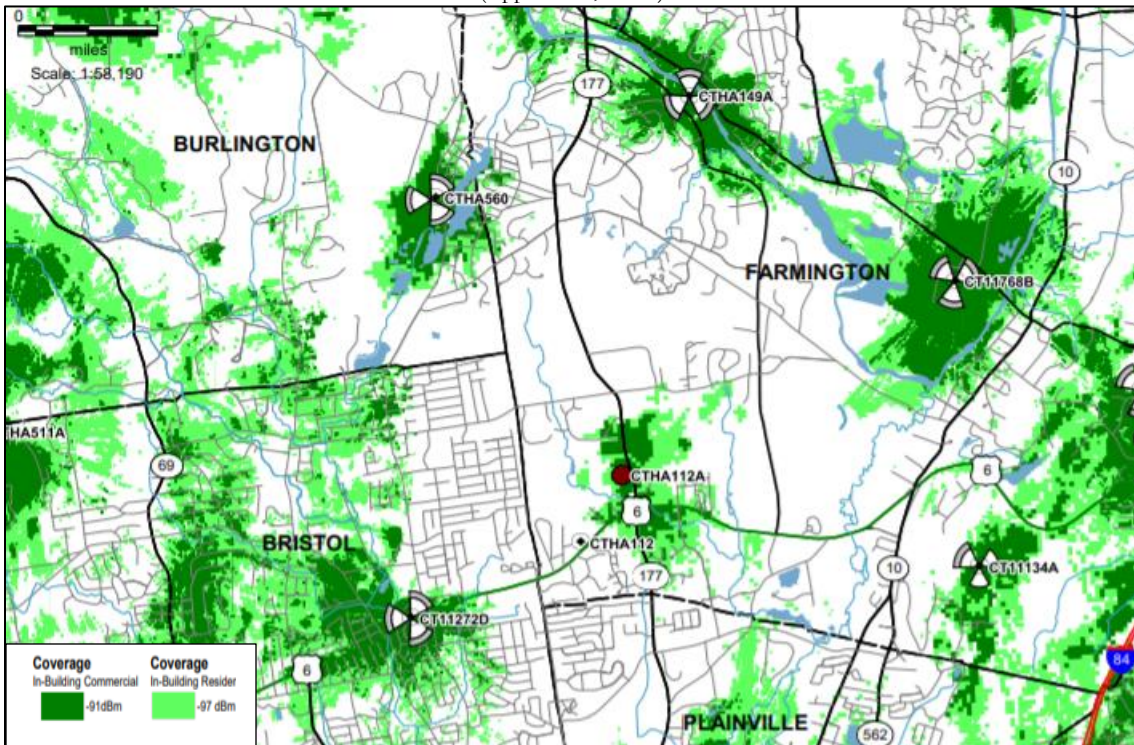 0
1
miles
Scale: 1:58,190
177
CTHA149A
BURLINGTON
10
CTHA560
FARMINGTON
CT11768B
HA511A
69
CTHA112A
6
6
BRISTOL
CTHA112
177
10
CT11134A
CT11272D
Coverage
In-Building Commercial
-91dBm
Coverage
In-Building Resider
-97 dBm
6
84
PLAINVILLE
562